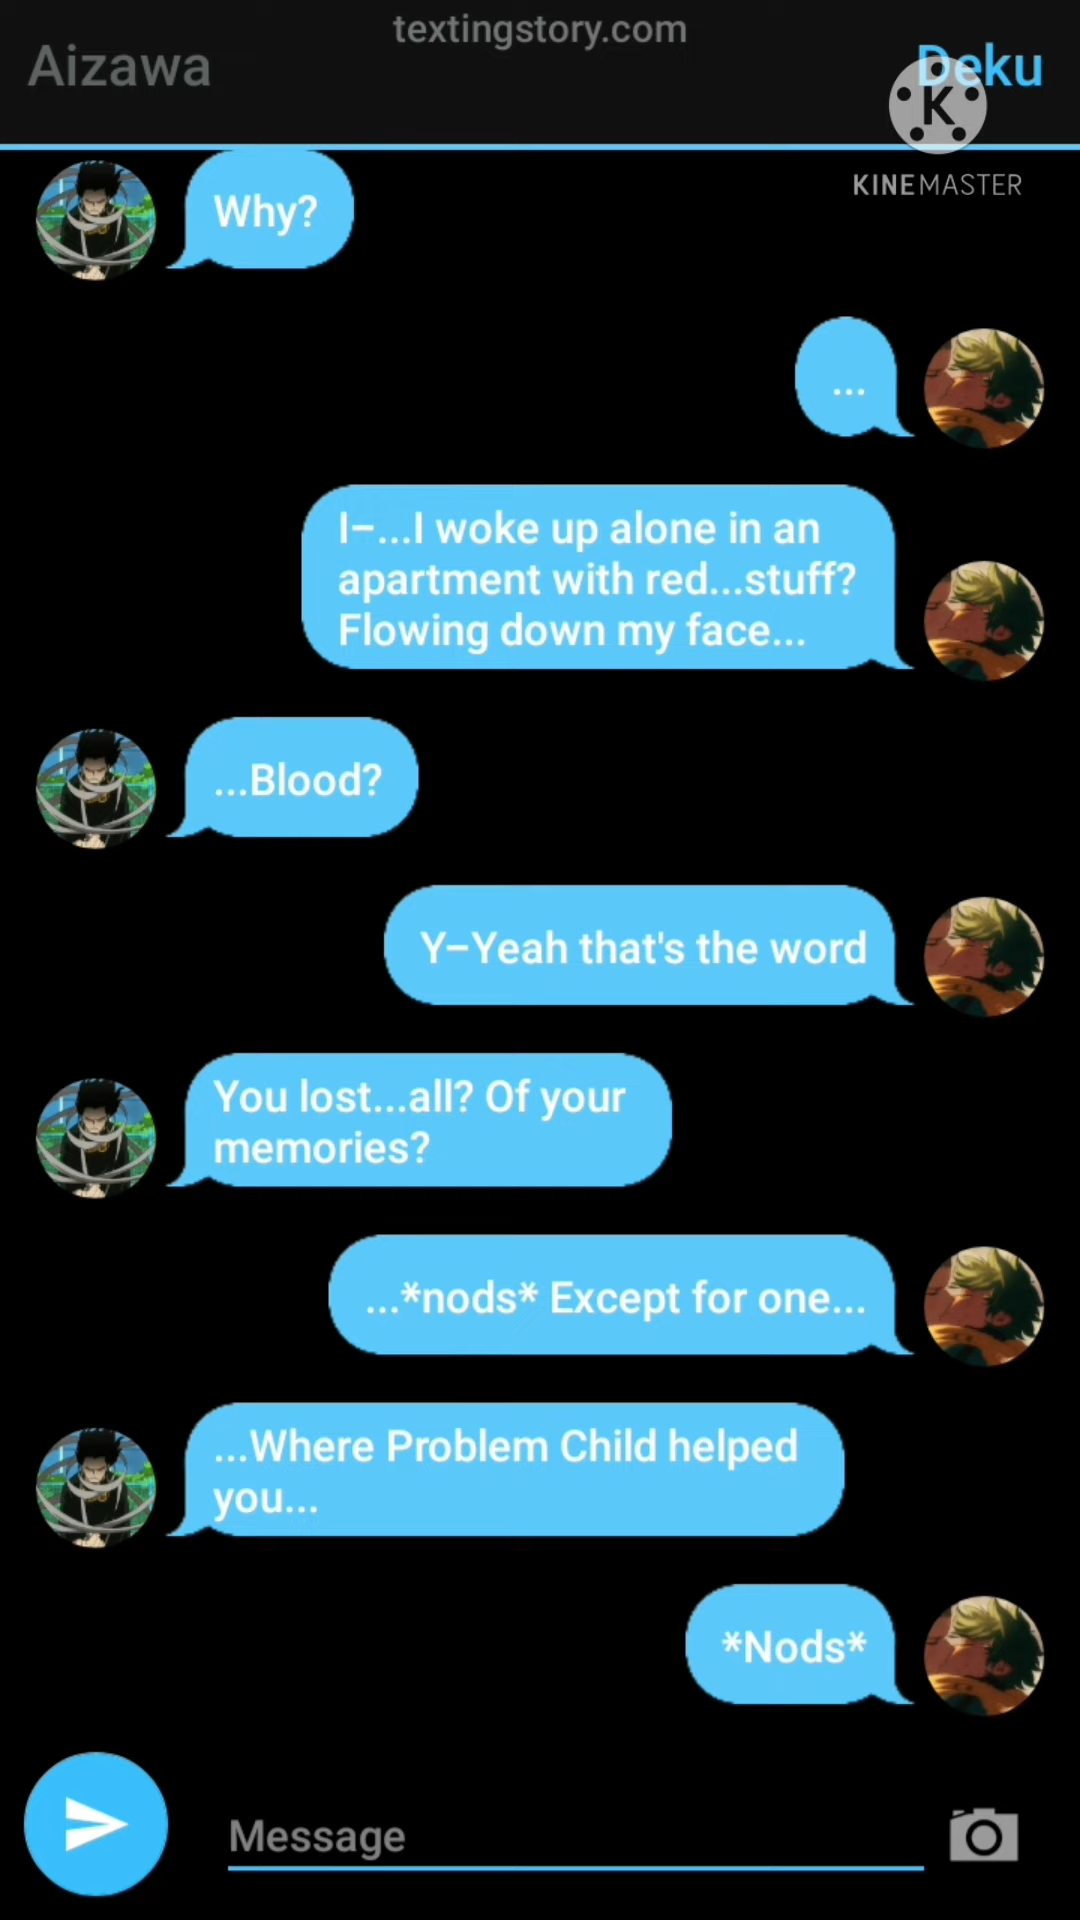 textingstory.com
Aizawa
Deku
K
KINEMASTER
Why?
...
I–...I woke up alone in an
apartment with red...stuff?
Flowing down my face...
...Blood?
Y–Yeah that's the word
You lost...all? Of your
memories?
...*nods* Except for one...
...Where Problem Child helped
you...
*Nods*
Message